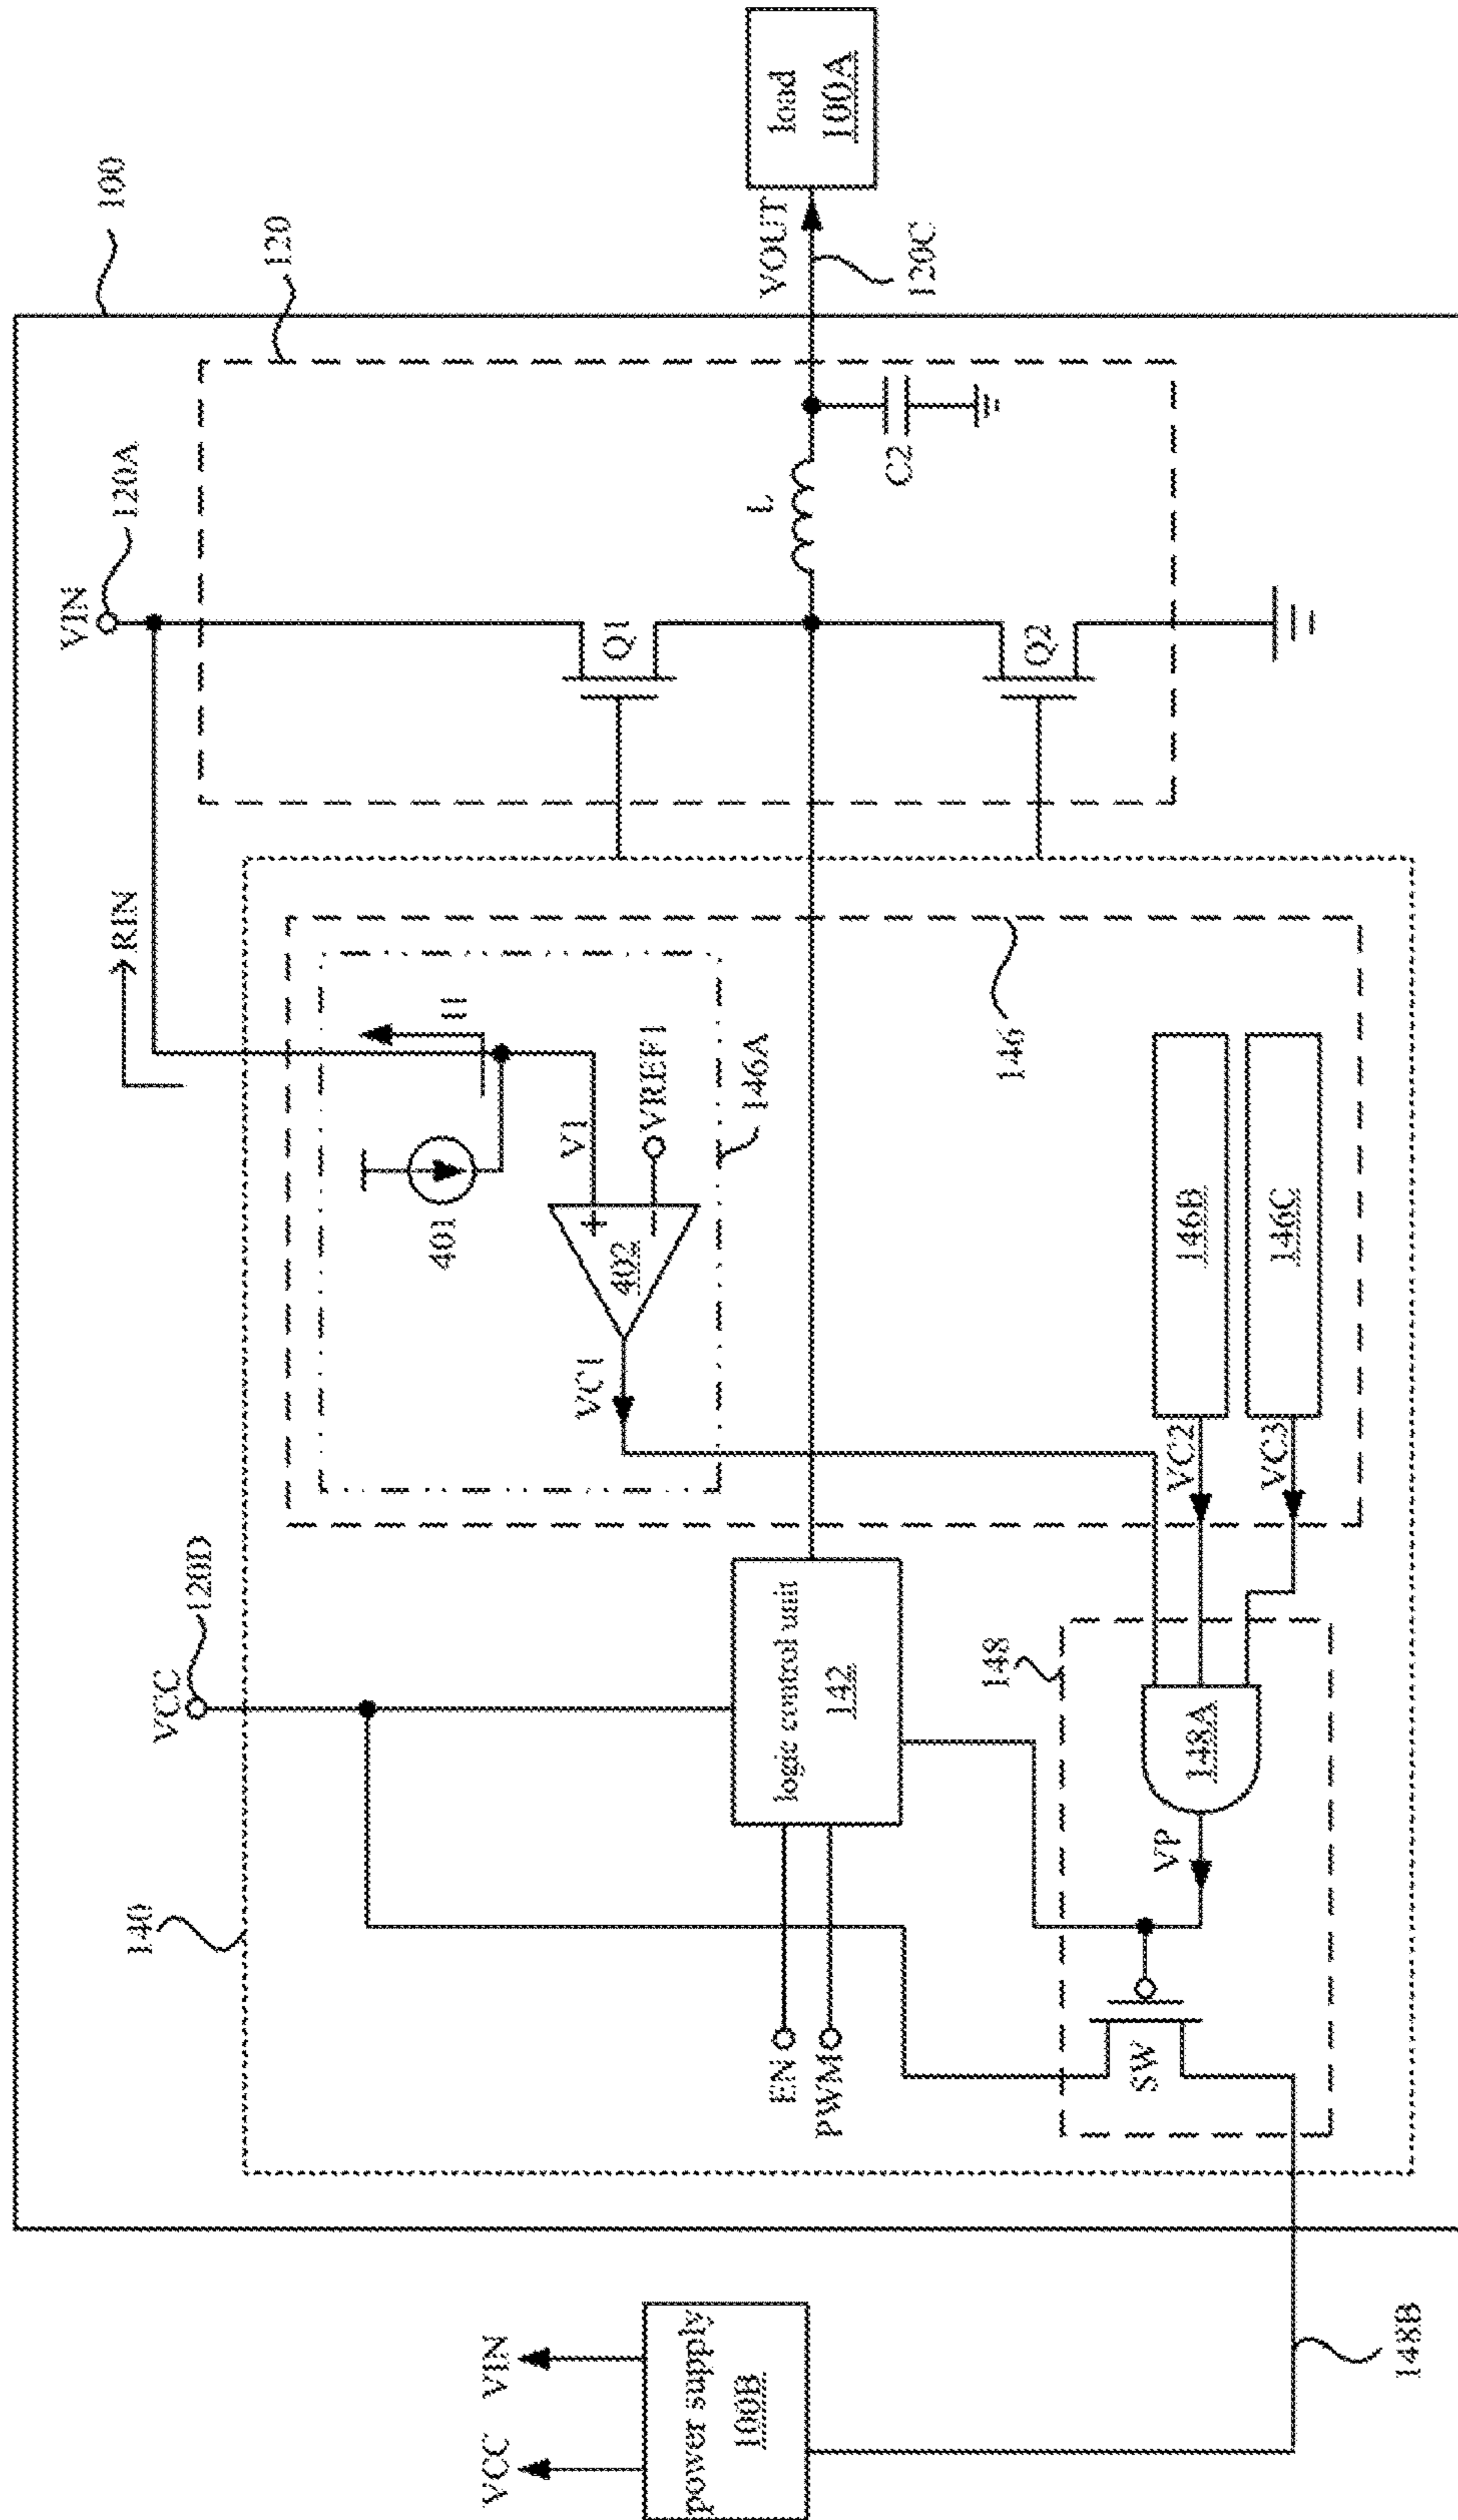 100
120
VIN
120A
RIN
load
100A
VOUT
120C
L
C2
Q1
Q2
I1
401
V1
VREF1
402
VC1
146A
146
146B
146C
VC2
VC3
VCC
120D
140
logic control unit
142
EN
PWM
148
148A
VP
SW
148B
VCC
VIN
power supply
100B